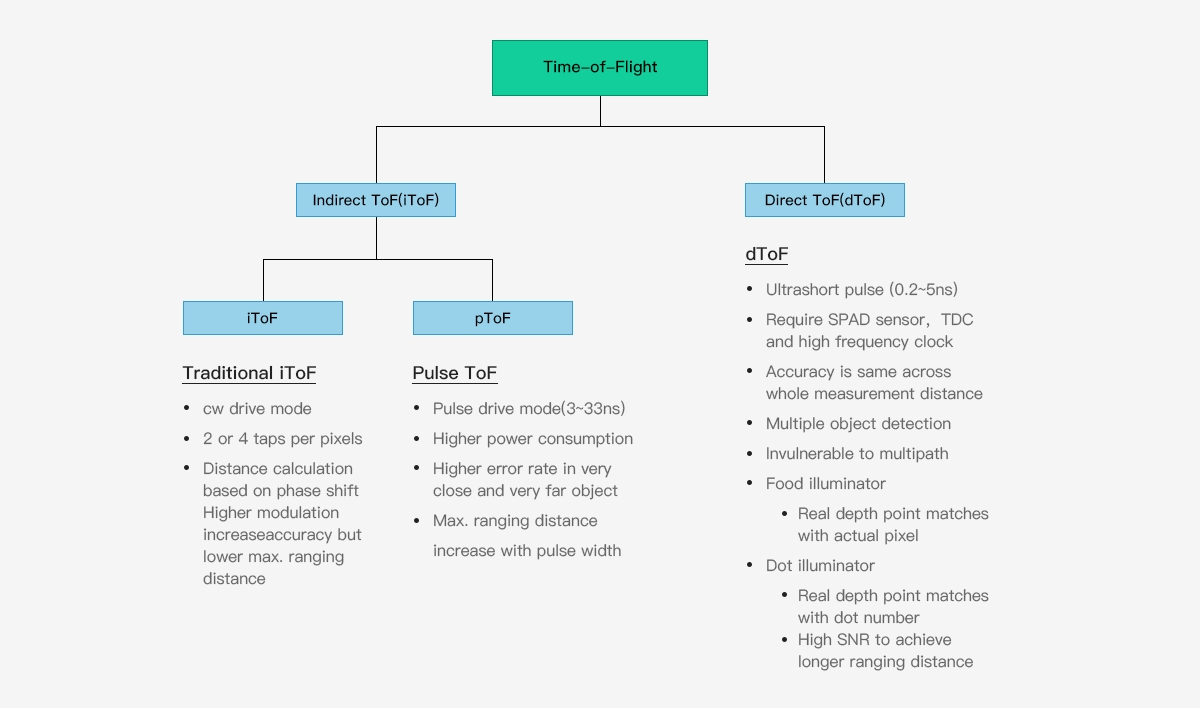 Time-of-Flight
Indirect ToF(iToF)
Direct ToF(dToF)
iToF
pToF
Traditional iToF
• cw drive mode
• 2 or 4 taps per pixels
• Distance calculation
based on phase shift
Higher modulation
increaseaccuracy but
lower max. ranging
distance
Pulse ToF
• Pulse drive mode(3~33ns)
• Higher power consumption
• Higher error rate in very
close and very far object
• Max. ranging distance
increase with pulse width
dToF
• Ultrashort pulse (0.2~5ns)
• Require SPAD sensor，TDC
and high frequency clock
• Accuracy is same across
whole measurement distance
• Multiple object detection
• Invulnerable to multipath
• Food illuminator
• Real depth point matches
with actual pixel
• Dot illuminator
• Real depth point matches
with dot number
• High SNR to achieve
longer ranging distance